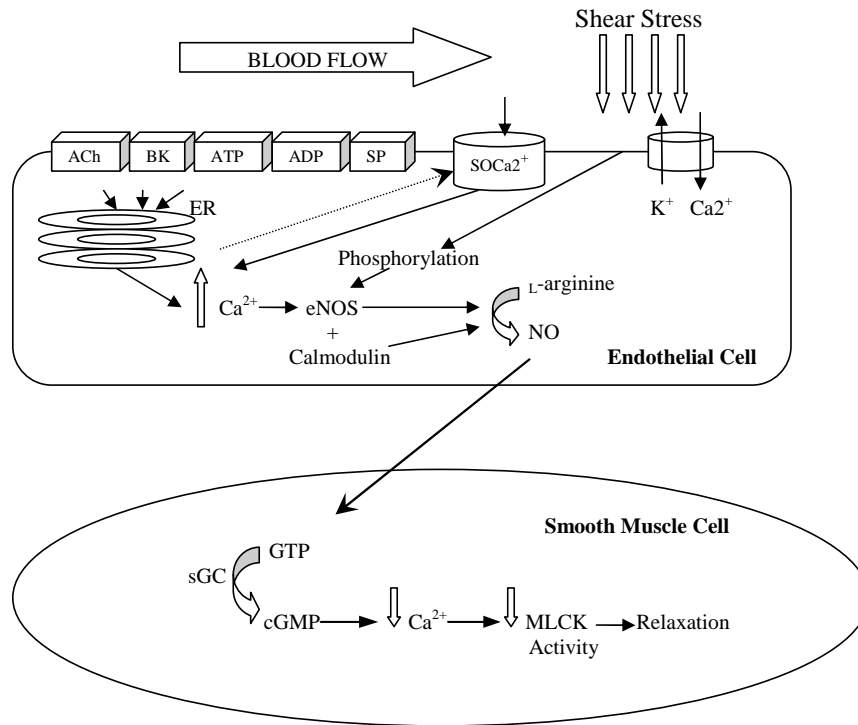 Shear Stress
BLOOD FLOW
ACh BK ATP ADP SP SOCa2⁺
ER
K⁺ Ca2⁺
Phosphorylation
Ca²⁺ eNOS L-arginine
+ NO
Calmodulin
Endothelial Cell
Smooth Muscle Cell
GTP
sGC
cGMP Ca²⁺ MLCK Relaxation
Activity